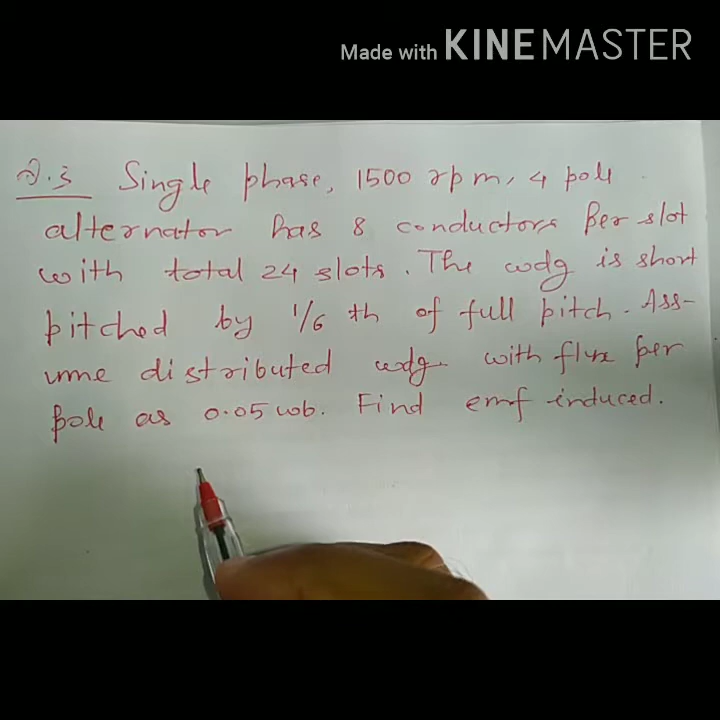 Made with KINEMASTER
Q.3 Single phase, 1500 rpm, 4 pole
alternator has 8 conductors Per slot
with total 24 slots. The wdg is short
pitched by 1/6 th of full pitch. Ass-
ume distributed wdg with flux per
pole as 0.05 wb. Find emf induced.